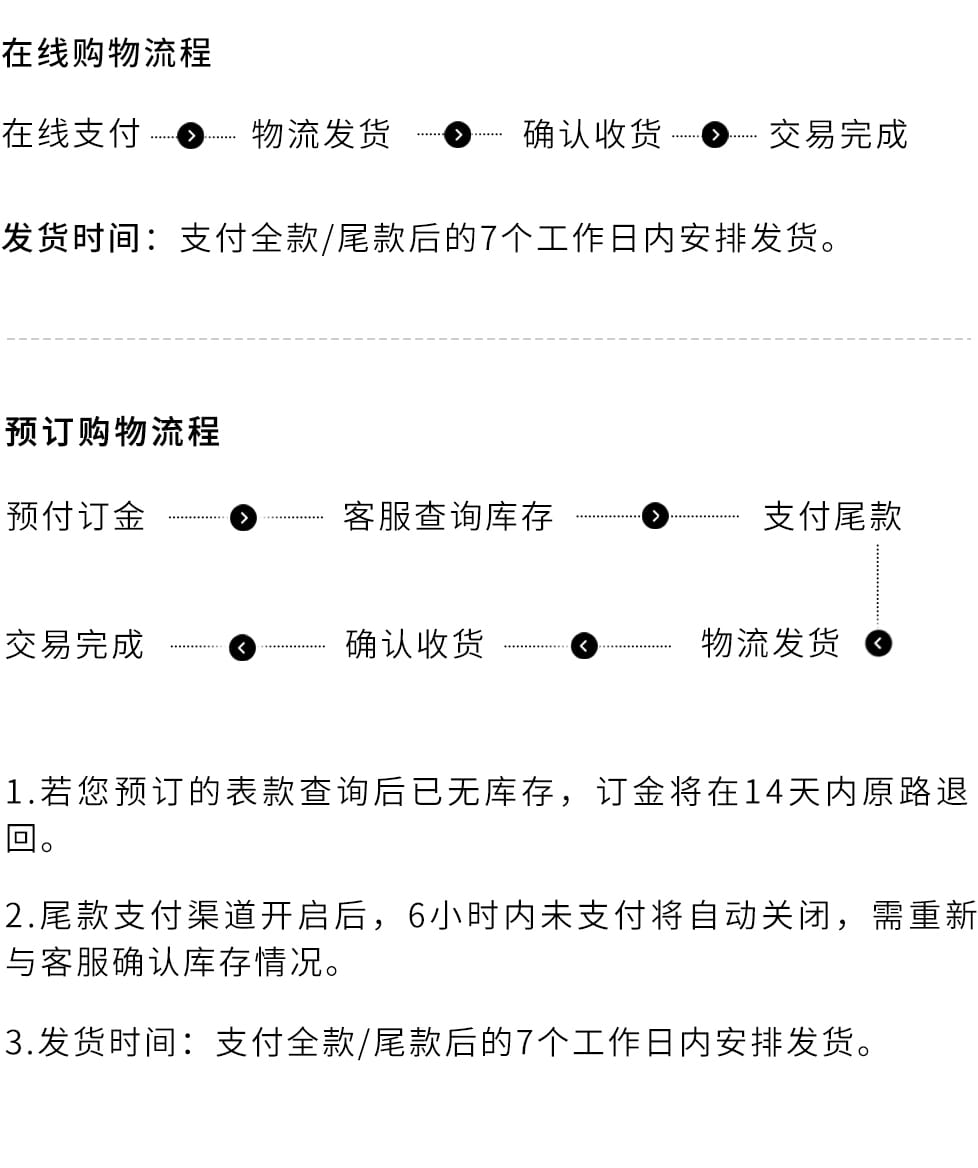 在线购物流程
在线支付 物流发货 确认收货 交易完成
发货时间：支付全款/尾款后的7个工作日内安排发货。
预订购物流程
预付订金 客服查询库存 支付尾款
交易完成 确认收货 物流发货
1.若您预订的表款查询后已无库存，订金将在14天内原路退
回。
2.尾款支付渠道开启后，6小时内未支付将自动关闭，需重新
与客服确认库存情况。
3.发货时间：支付全款/尾款后的7个工作日内安排发货。